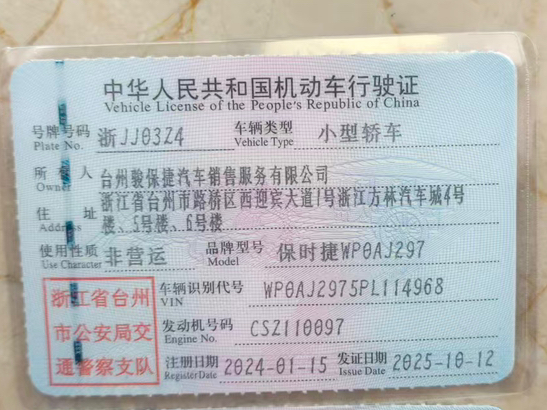 中华人民共和国机动车行驶证
Vehicle License of the People's Republic of China
号牌号码 浙JJ03Z4 车辆类型 小型轿车
Plate No. Vehicle Type
所有人 台州骏保捷汽车销售服务有限公司
Owner
住址 浙江省台州市路桥区西迎宾大道1号浙江方林汽车城4号
Address 楼、5号楼、6号楼
使用性质 非营运 品牌型号 保时捷WP0AJ297
Use Character Model
浙江省台州
市公安局交
通警察支队
车辆识别代号 WP0AJ2975PL114968
VIN
发动机号码 CSZ110097
Engine No.
注册日期 2024-01-15 发证日期 2025-10-12
Register Date Issue Date